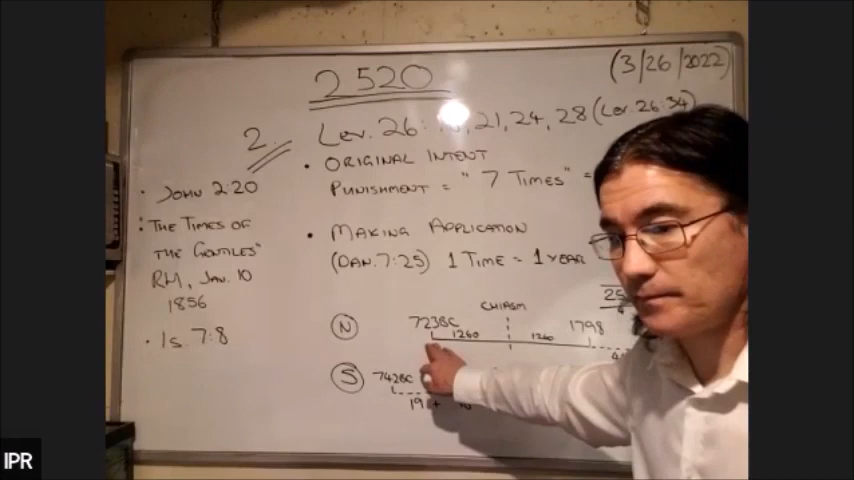 (3/26/2022)
2520
2.
Lev. 26: 21, 24, 28 (Lev. 26:34)
• ORIGINAL INTENT
PUNISHMENT = "7 TIMES" =
• MAKING APPLICATION
(DAN. 7:25) 1 TIME = 1 YEAR
• JOHN 2:20
: "THE TIMES OF
THE GENTILES"
RH, JAN. 10
1856
• Is. 7:8
CHIASM
N 723BC 1260 1260 1798
S 742BC
19
IPR